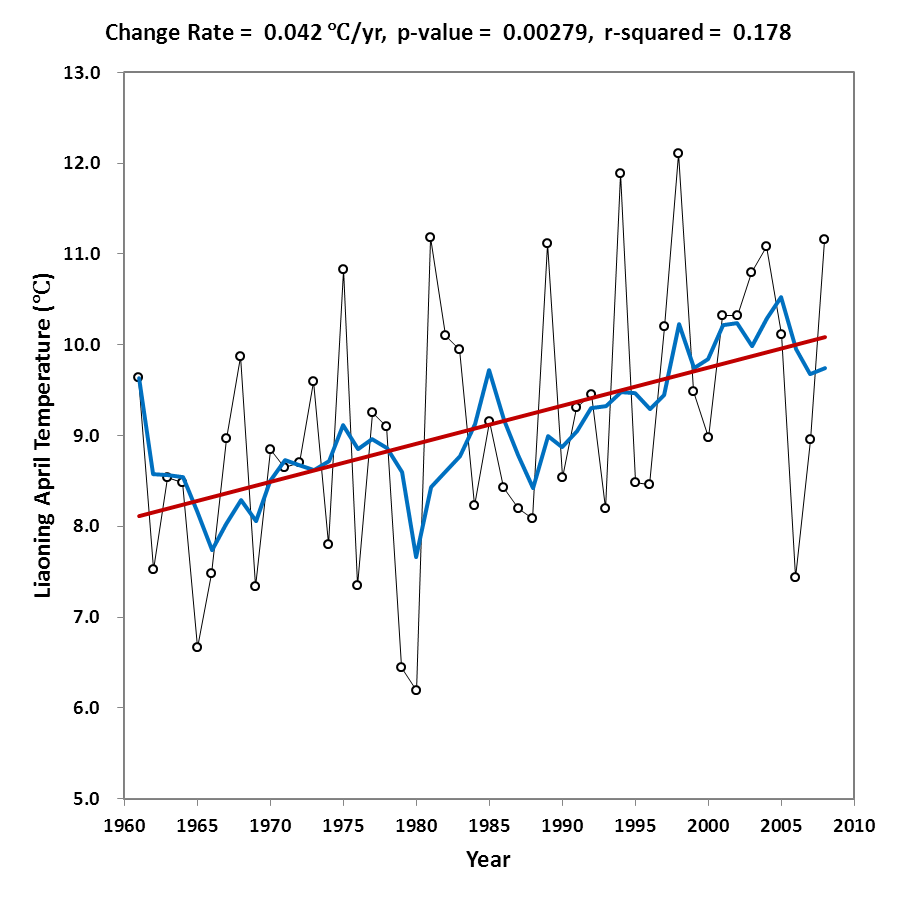 Change Rate = 0.042 ℃/yr, p-value = 0.00279, r-squared = 0.178
13.0
12.0
11.0
10.0
9.0
8.0
7.0
6.0
5.0
Liaoning April Temperature (℃)
1960 1965 1970 1975 1980 1985 1990 1995 2000 2005 2010
Year